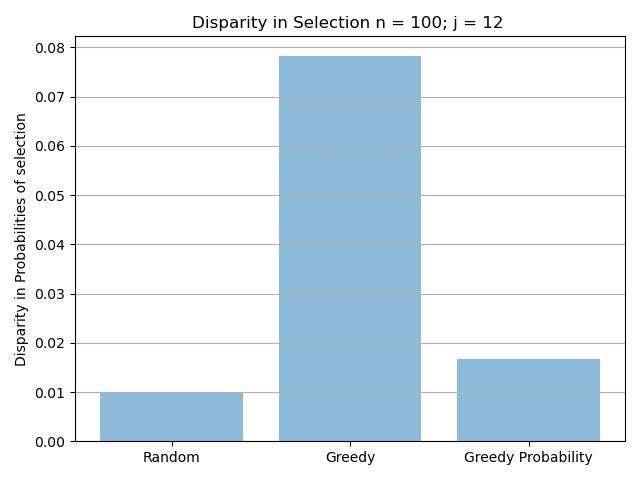 Disparity in Selection n = 100; j = 12
Disparity in Probabilities of selection
0.08
0.07
0.06
0.05
0.04
0.03
0.02
0.01
0.00
Random
Greedy
Greedy Probability